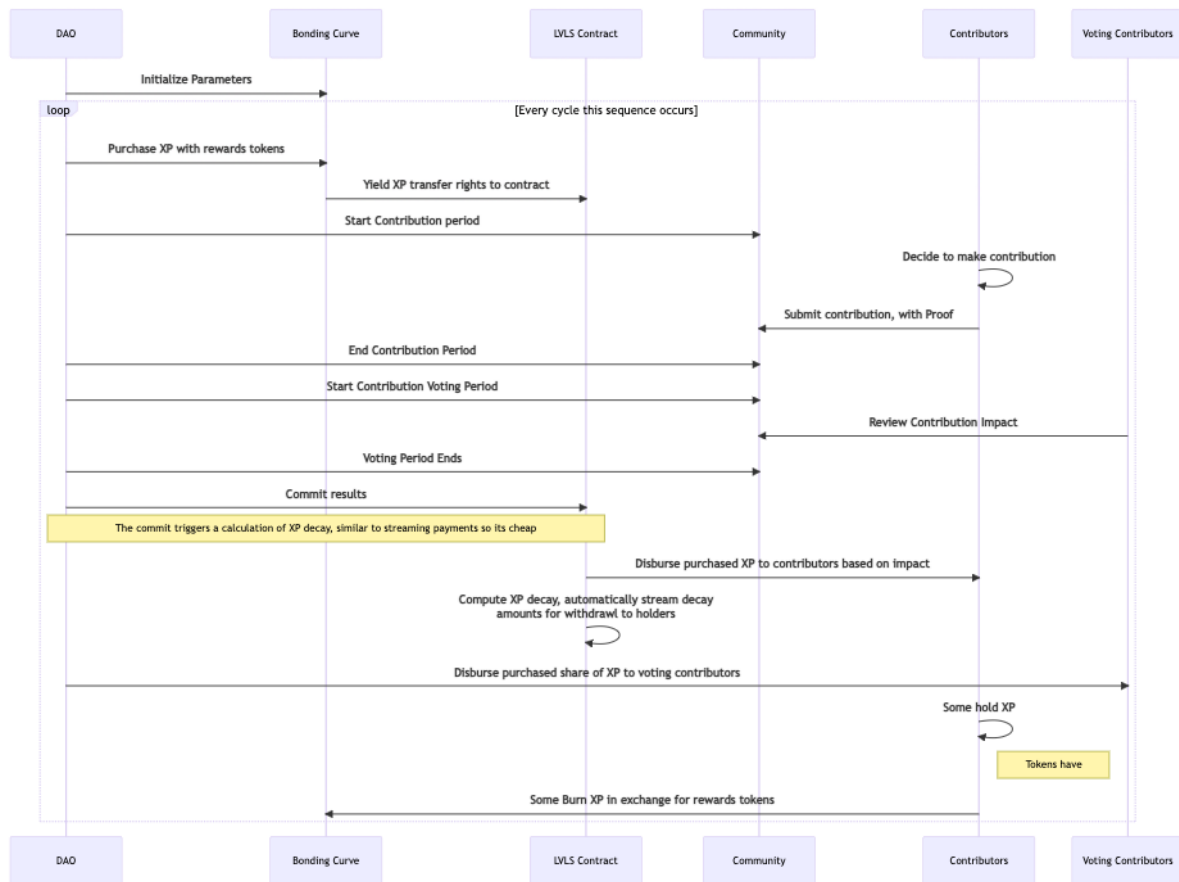 DAO
Bonding Curve
LVLS Contract
Community
Contributors
Voting Contributors
Initialize Parameters
loop
[Every cycle this sequence occurs]
Purchase XP with rewards tokens
Yield XP transfer rights to contract
Start Contribution period
Decide to make contribution
Submit contribution, with Proof
End Contribution Period
Start Contribution Voting Period
Review Contribution Impact
Voting Period Ends
Commit results
The commit triggers a calculation of XP decay, similar to streaming payments so its cheap
Disburse purchased XP to contributors based on impact
Compute XP decay, automatically stream decay
amounts for withdrawl to holders
Disburse purchased share of XP to voting contributors
Some hold XP
Tokens have
Some Burn XP in exchange for rewards tokens
DAO
Bonding Curve
LVLS Contract
Community
Contributors
Voting Contributors